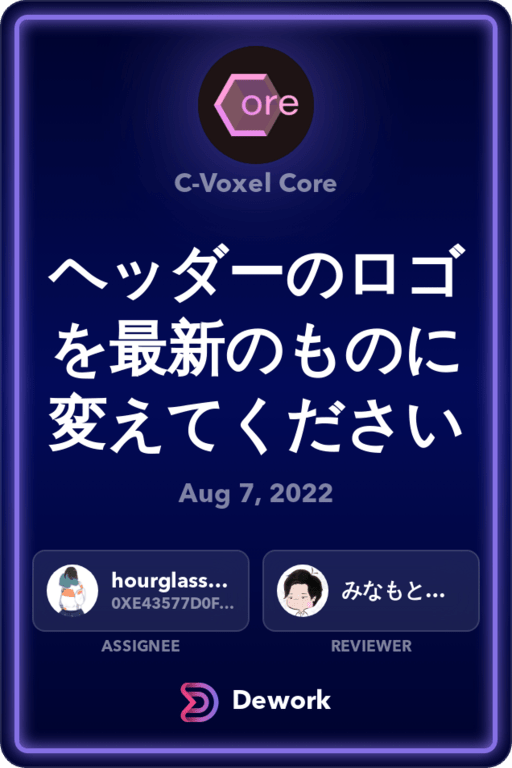 ore
C-Voxel Core
ヘッダーのロゴ
を最新のものに
変えてください
Aug 7, 2022
hourglass...
0XE43577D0F...
みなもと...
ASSIGNEE
REVIEWER
Dework